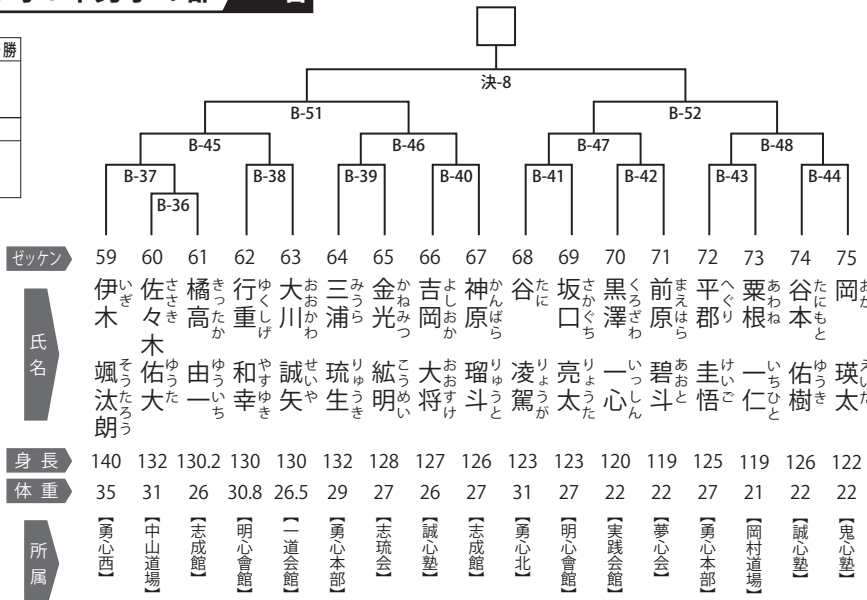 勝
決-8
B-51
B-52
B-45
B-46
B-47
B-48
B-37
B-38
B-39
B-40
B-41
B-42
B-43
B-44
B-36
ゼッケン 59 60 61 62 63 64 65 66 67 68 69 70 71 72 73 74 75
氏名
伊木 颯汰朗 いぎ そうたろう
佐々木 佑大 ささき ゆうた
橘高 由一 きったか ゆういち
行重 和幸 ゆくしげ やすゆき
大川 誠矢 おおかわ せいや
三浦 琉生 みうら りゅうき
金光 紘明 かねみつ こうめい
吉岡 大将 よしおか おおすけ
神原 瑠斗 かんばら りゅうと
谷 凌駕 たに りょうが
坂口 亮太 さかぐち りょうた
黒澤 一心 くろざわ いっしん
前原 碧斗 まえはら あおと
平郡 圭悟 へぐり けいご
粟根 一仁 あわね いちひと
谷本 佑樹 たにもと ゆうき
岡 瑛太 おか えいた
身長 140 132 130.2 130 130 132 128 127 126 123 123 120 119 125 119 126 122
体重 35 31 26 30.8 26.5 29 27 26 27 31 27 22 22 27 21 22 22
所属 【勇心西】 【中山道場】 【志成館】 【明心會館】 【一道会館】 【勇心本部】 【志琉会】 【誠心塾】 【志成館】 【勇心北】 【明心會館】 【実践会館】 【夢心会】 【勇心本部】 【岡村道場】 【誠心塾】 【鬼心塾】